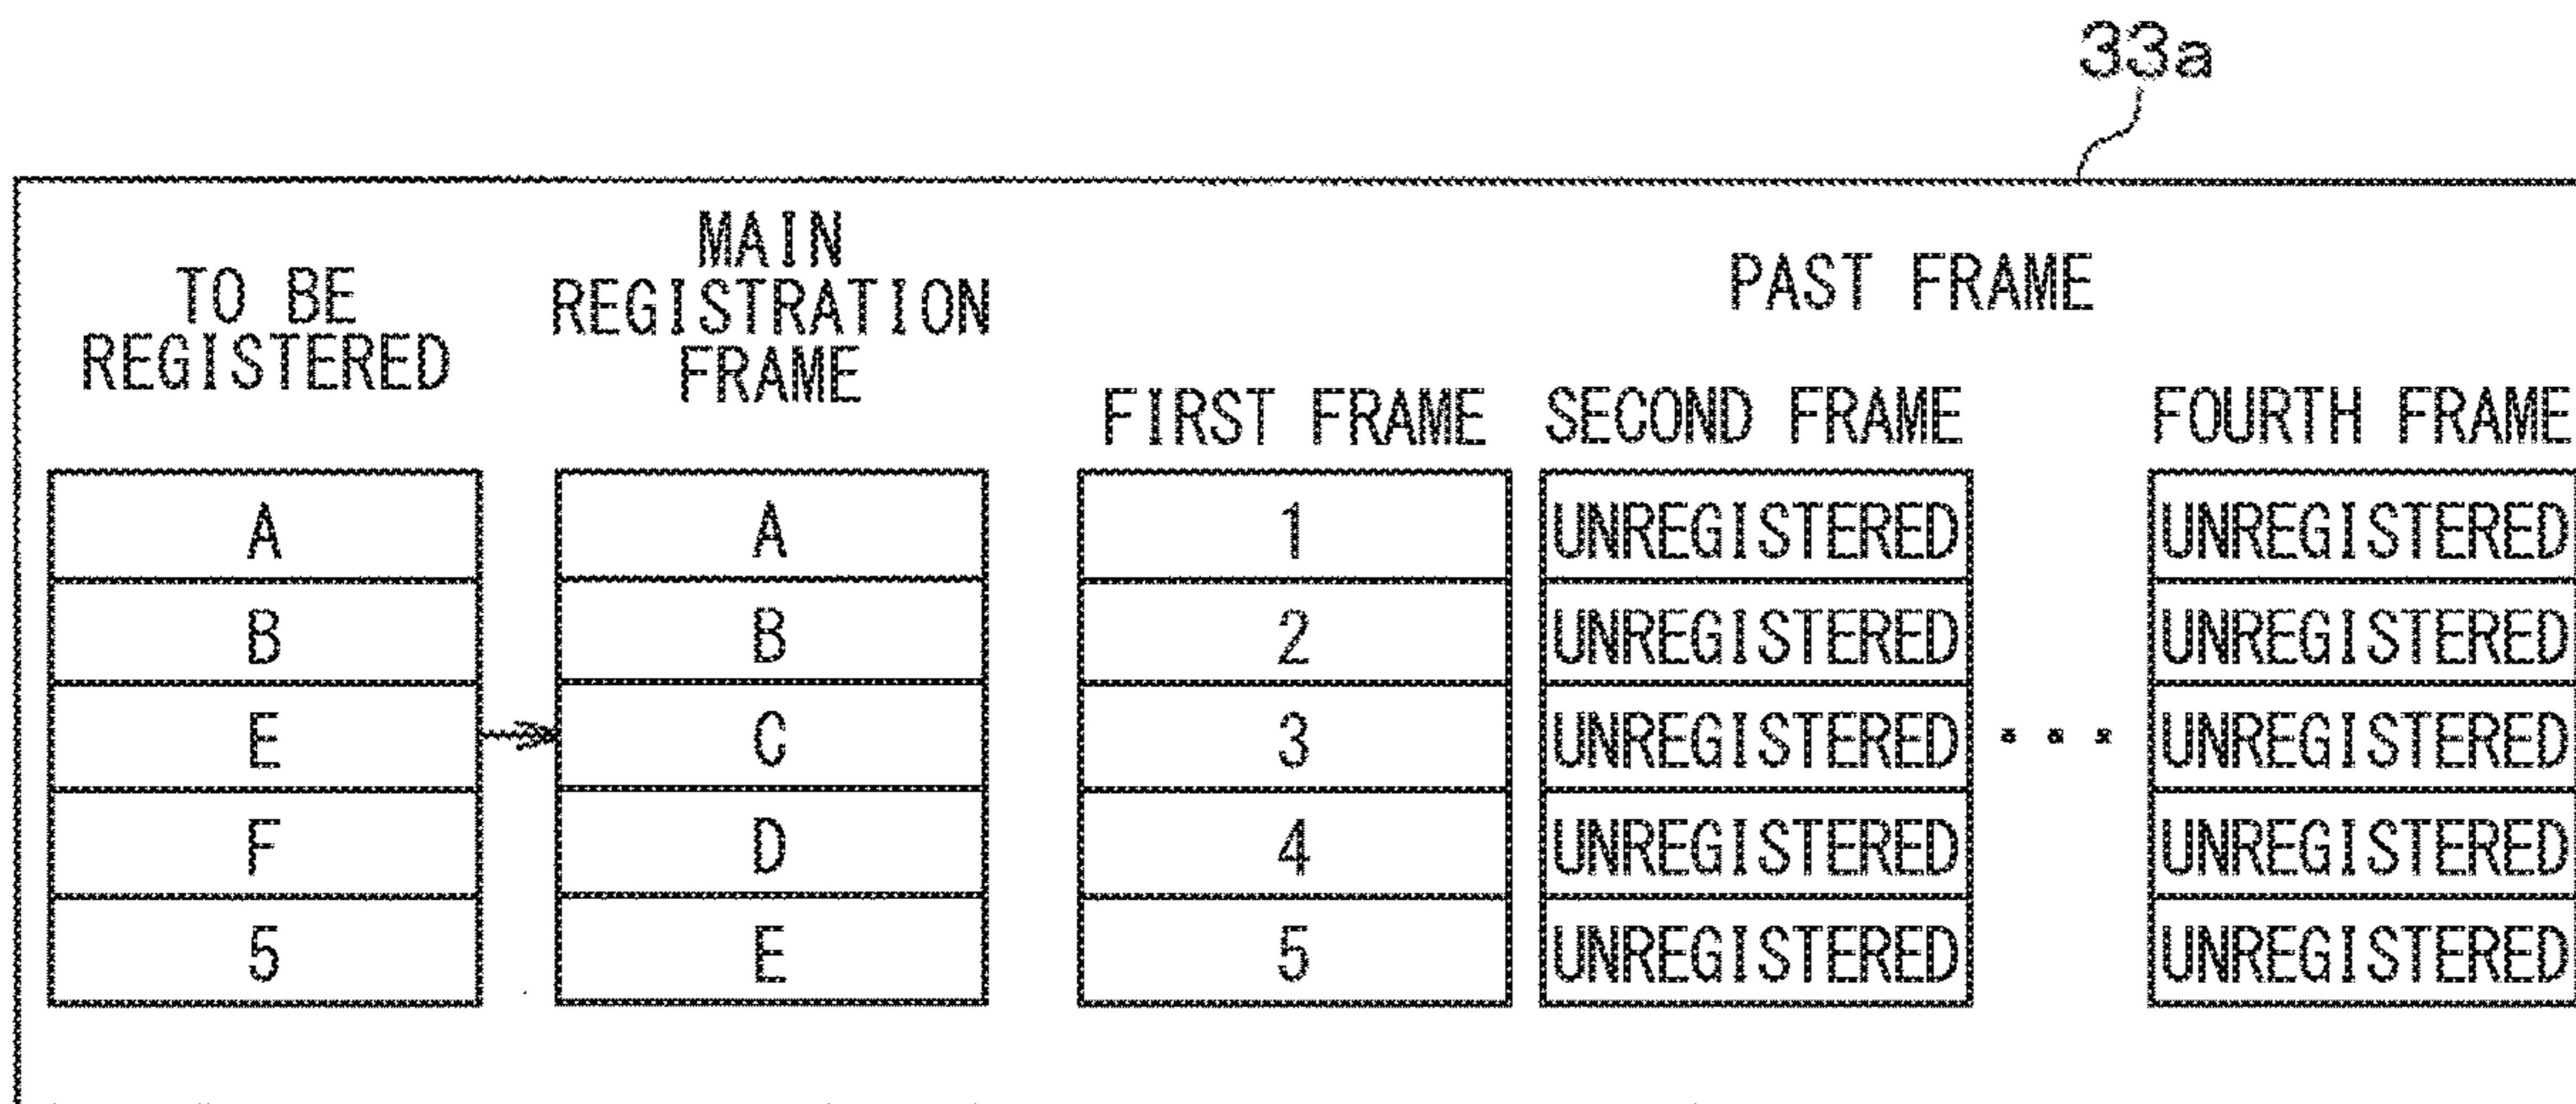 33a
TO BE
REGISTERED
MAIN
REGISTRATION
FRAME
PAST FRAME
FIRST FRAME SECOND FRAME FOURTH FRAME
A A 1 UNREGISTERED UNREGISTERED
B B 2 UNREGISTERED UNREGISTERED
E C 3 UNREGISTERED ... UNREGISTERED
F D 4 UNREGISTERED UNREGISTERED
5 E 5 UNREGISTERED UNREGISTERED